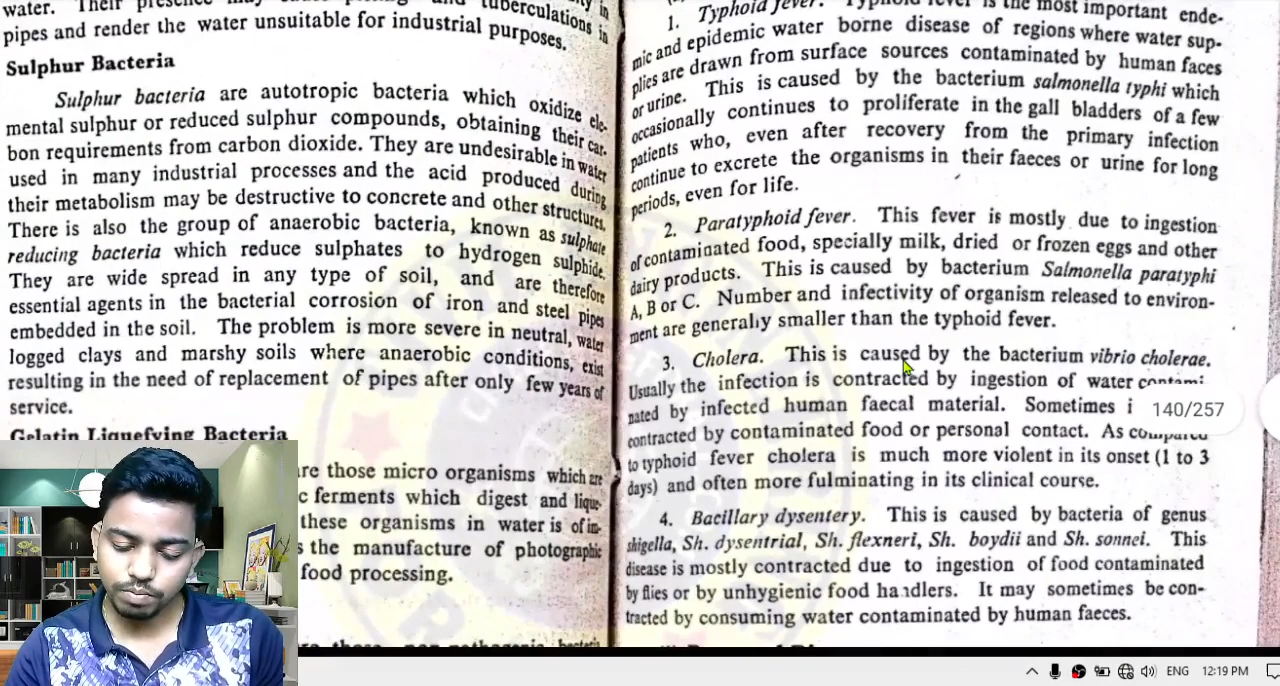 water. Their presence may cause
tuberculations in
pipes and render the water unsuitable for industrial purposes.
Sulphur Bacteria
Sulphur bacteria are autotropic bacteria which oxidize ele-
mental sulphur or reduced sulphur compounds, obtaining their car-
bon requirements from carbon dioxide. They are undesirable in water
used in many industrial processes and the acid produced during
their metabolism may be destructive to concrete and other structures.
There is also the group of anaerobic bacteria, known as sulphate
reducing bacteria which reduce sulphates to hydrogen sulphide.
They are wide spread in any type of soil, and are therefore
essential agents in the bacterial corrosion of iron and steel pipes
embedded in the soil. The problem is more severe in neutral, water
logged clays and marshy soils where anaerobic conditions, exist
resulting in the need of replacement of pipes after only few years of
service.
Gelatin Liquefying Bacteria
re those micro organisms which are
c ferments which digest and lique-
these organisms in water is of im-
s the manufacture of photographic
food processing.
1. Typhoid fever. Typhoid fever is the most important ende-
mic and epidemic water borne disease of regions where water sup-
plies are drawn from surface sources contaminated by human faces
or urine. This is caused by the bacterium salmonella typhi which
occasionally continues to proliferate in the gall bladders of a few
patients who, even after recovery from the primary infection
continue to excrete the organisms in their faeces or urine for long
periods, even for life.
2. Paratyphoid fever. This fever is mostly due to ingestion
of contaminated food, specially milk, dried or frozen eggs and other
dairy products. This is caused by bacterium Salmonella paratyphi
A, B or C. Number and infectivity of organism released to environ-
ment are generally smaller than the typhoid fever.
3. Cholera. This is caused by the bacterium vibrio cholerae.
Usually the infection is contracted by ingestion of water contami
nated by infected human faecal material. Sometimes i
140/257
contracted by contaminated food or personal contact. As compared
to typhoid fever cholera is much more violent in its onset (1 to 3
days) and often more fulminating in its clinical course.
4. Bacillary dysentery. This is caused by bacteria of genus
shigella, Sh. dysentrial, Sh. flexneri, Sh. boydii and Sh. sonnei. This
disease is mostly contracted due to ingestion of food contaminated
by flies or by unhygienic food handlers. It may sometimes be con-
tracted by consuming water contaminated by human faeces.
ENG 12:19 PM